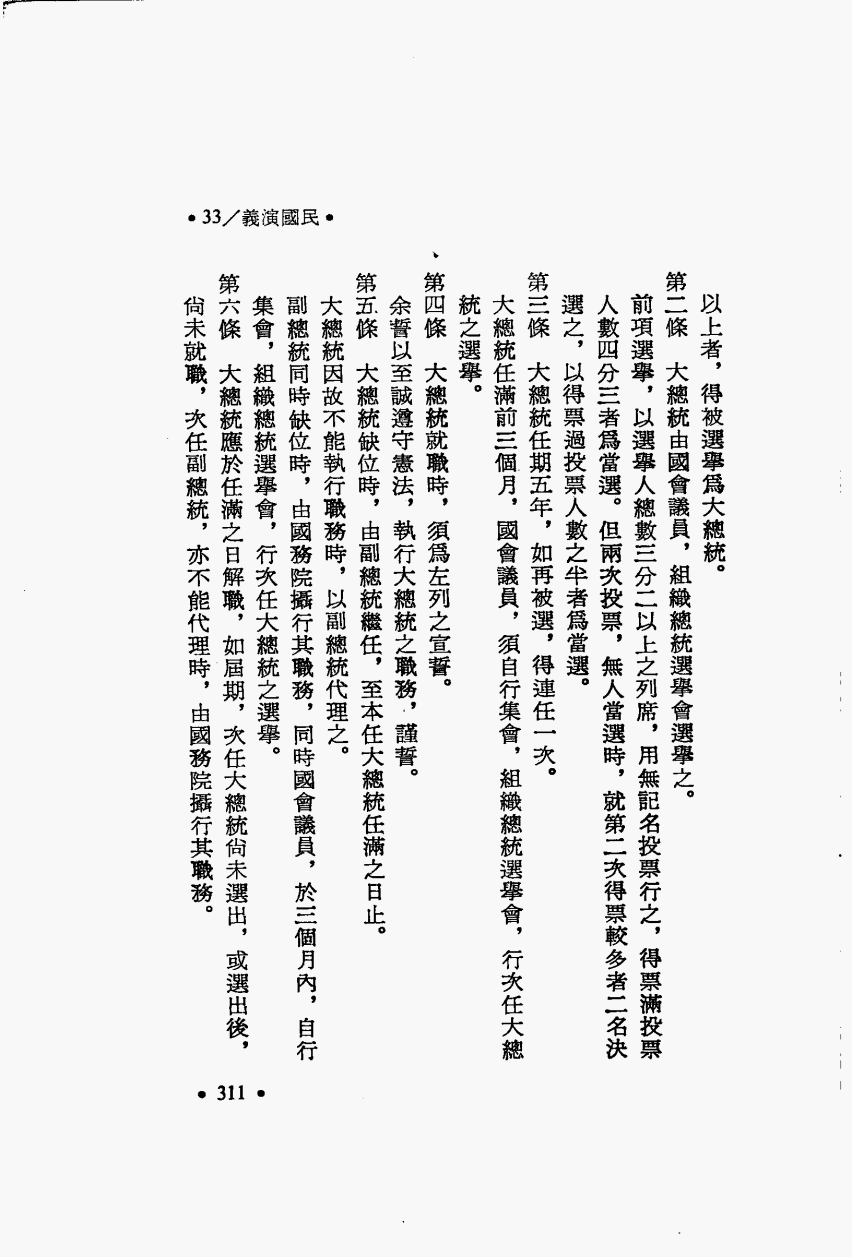 •33／義演國民•
以上者，得被選舉爲大總統。
第二條　大總統由國會議員，組織總統選舉會選舉之。
前項選舉，以選舉人總數三分二以上之列席，用無記名投票行之，得票滿投票
人數四分三者爲當選。但兩次投票，無人當選時，就第二次得票較多者二名決
選之，以得票過投票人數之半者爲當選。
第三條　大總統任期五年，如再被選，得連任一次。
大總統任滿前三個月，國會議員，須自行集會，組織總統選舉會，行次任大總
統之選舉。
第四條　大總統就職時，須爲左列之宣誓。
余誓以至誠遵守憲法，執行大總統之職務，謹誓。
第五條　大總統缺位時，由副總統繼任，至本任大總統任滿之日止。
大總統因故不能執行職務時，以副總統代理之。
副總統同時缺位時，由國務院攝行其職務，同時國會議員，於三個月內，自行
集會，組織總統選舉會，行次任大總統之選舉。
第六條　大總統應於任滿之日解職，如屆期，次任大總統尙未選出，或選出後，
尙未就職，次任副總統，亦不能代理時，由國務院攝行其職務。
•311•